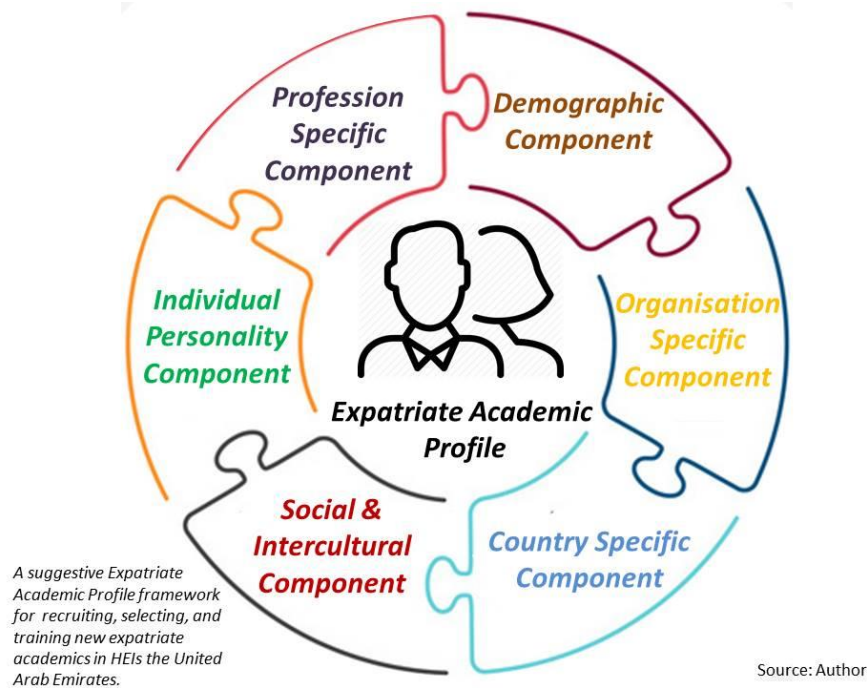 Profession
Specific
Component
Demographic
Component
Individual
Personality
Component
Organisation
Specific
Component
Expatriate Academic
Profile
Social &
Intercultural
Component
Country Specific
Component
A suggestive Expatriate
Academic Profile framework
for recruiting, selecting, and
training new expatriate
academics in HEIs the United
Arab Emirates.
Source: Author